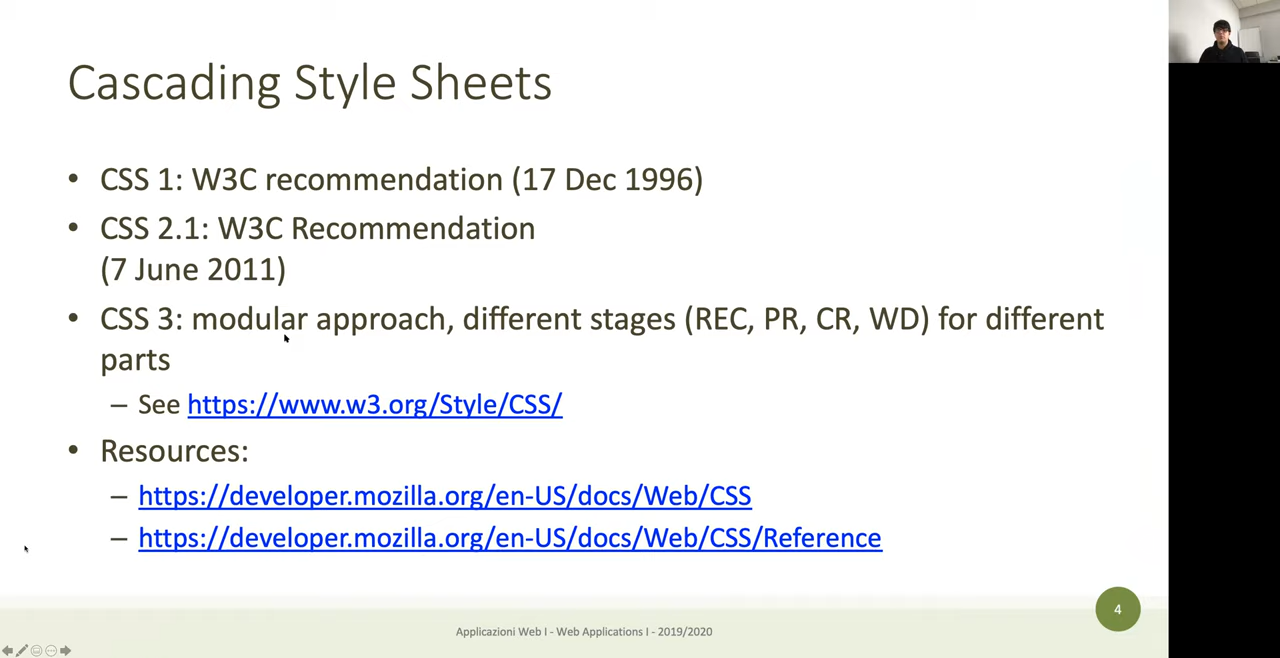 Cascading Style Sheets
• CSS 1: W3C recommendation (17 Dec 1996)
• CSS 2.1: W3C Recommendation
(7 June 2011)
• CSS 3: modular approach, different stages (REC, PR, CR, WD) for different
parts
– See https://www.w3.org/Style/CSS/
• Resources:
– https://developer.mozilla.org/en-US/docs/Web/CSS
– https://developer.mozilla.org/en-US/docs/Web/CSS/Reference
4
Applicazioni Web I - Web Applications I - 2019/2020